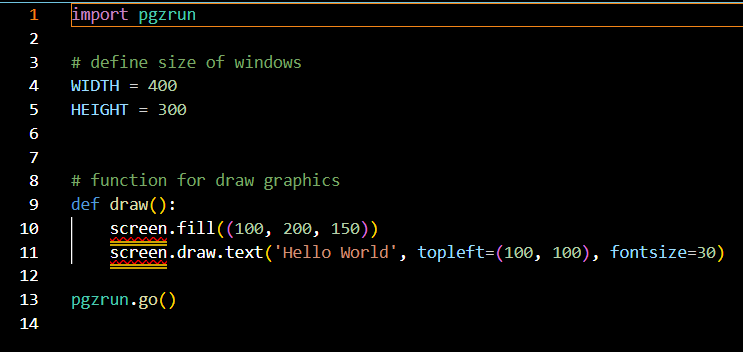 1 import pgzrun
2
3 # define size of windows
4 WIDTH = 400
5 HEIGHT = 300
6
7
8 # function for draw graphics
9 def draw():
10     screen.fill((100, 200, 150))
11     screen.draw.text('Hello World', topleft=(100, 100), fontsize=30)
12
13 pgzrun.go()
14